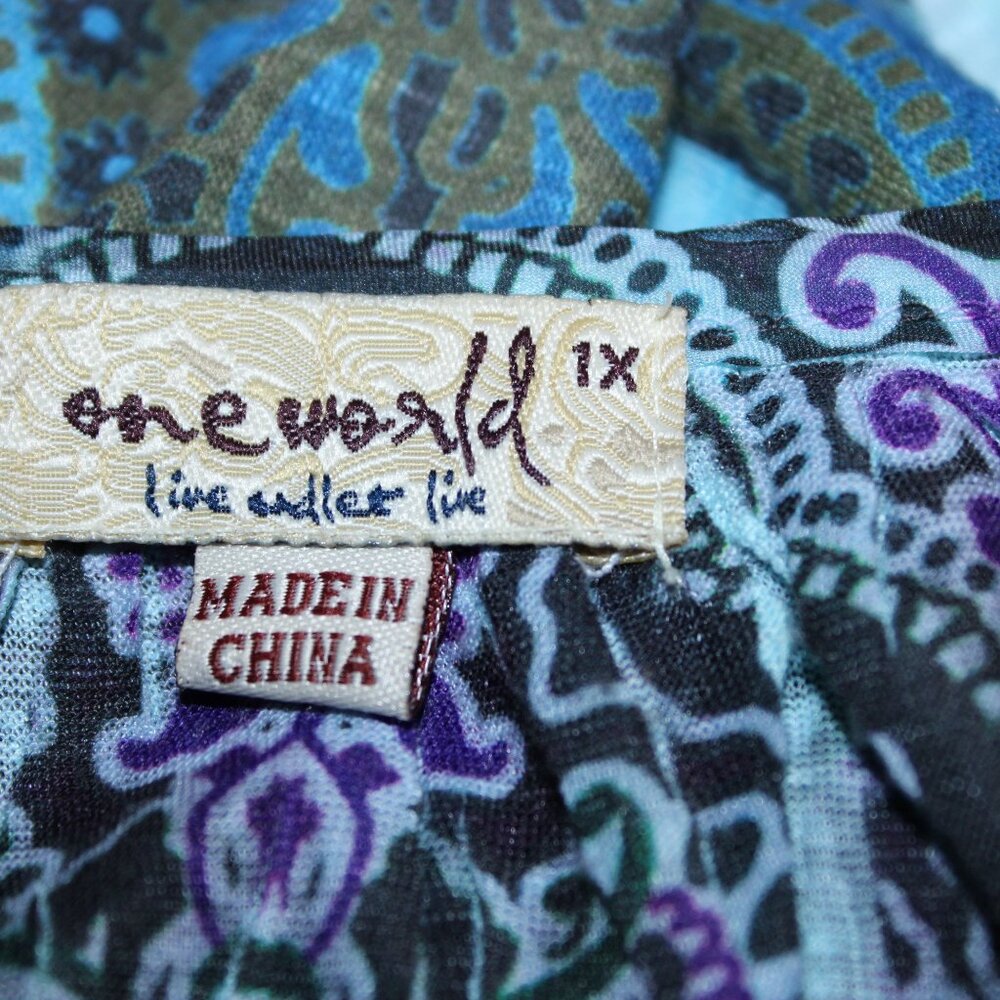 one world 1X
live and let live
MADE IN
CHINA